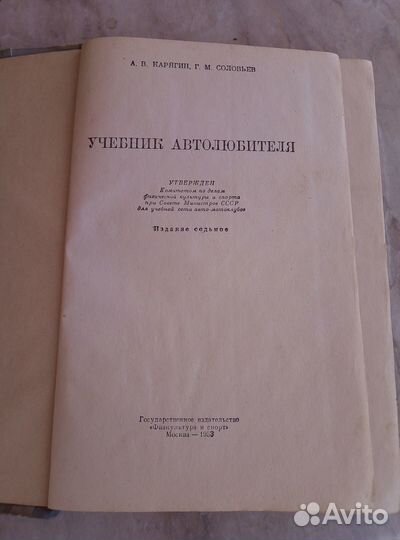 А. В. КАРЯГИН, Г. М. СОЛОВЬЕВ
УЧЕБНИК АВТОЛЮБИТЕЛЯ
УТВЕРЖДЕН
Комитетом по делам
физической культуры и спорта
при Совете Министров СССР
для учебной сети авто-мотоклубов
Издание седьмое
Государственное издательство
«Физкультура и спорт»
Москва — 1953
Avito